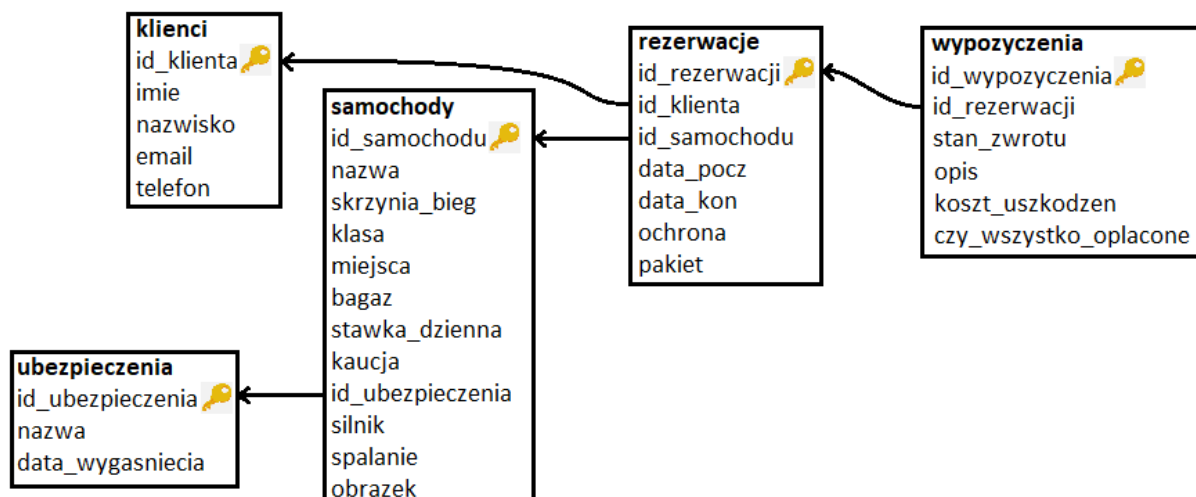 klienci
id_klienta
imie
nazwisko
email
telefon
samochody
id_samochodu
nazwa
skrzynia_bieg
klasa
miejsca
bagaz
stawka_dzienna
kaucja
id_ubezpieczenia
silnik
spalanie
obrazek
ubezpieczenia
id_ubezpieczenia
nazwa
data_wygasniecia
rezerwacje
id_rezerwacji
id_klienta
id_samochodu
data_pocz
data_kon
ochrona
pakiet
wypozyczenia
id_wypozyczenia
id_rezerwacji
stan_zwrotu
opis
koszt_uszkodzen
czy_wszystko_oplacone